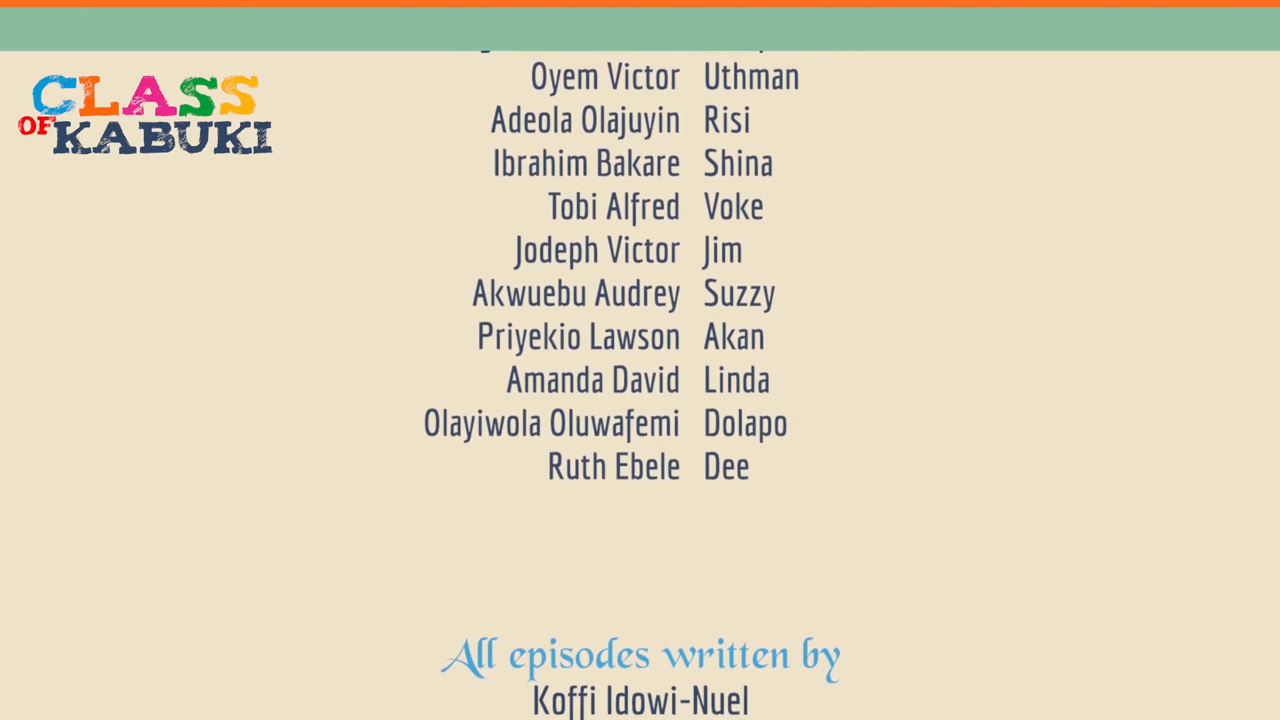 CLASS
OF KABUKI
Oyem Victor Uthman
Adeola Olajuyin Risi
Ibrahim Bakare Shina
Tobi Alfred Voke
Jodeph Victor Jim
Akwuebu Audrey Suzzy
Priyekio Lawson Akan
Amanda David Linda
Olayiwola Oluwafemi Dolapo
Ruth Ebele Dee
All episodes written by
Koffi Idowi-Nuel